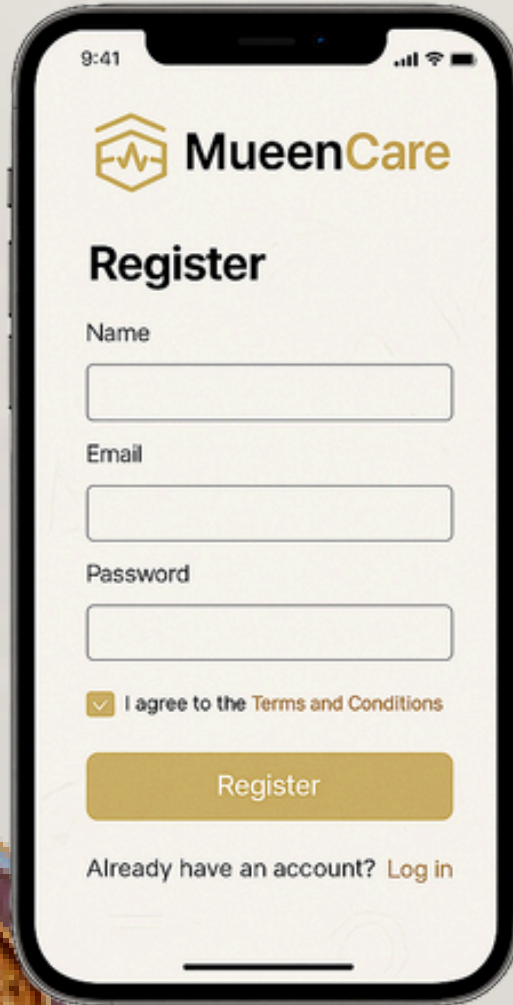 9:41
MueenCare
Register
Name
Email
Password
I agree to the Terms and Conditions
Register
Already have an account? Log in